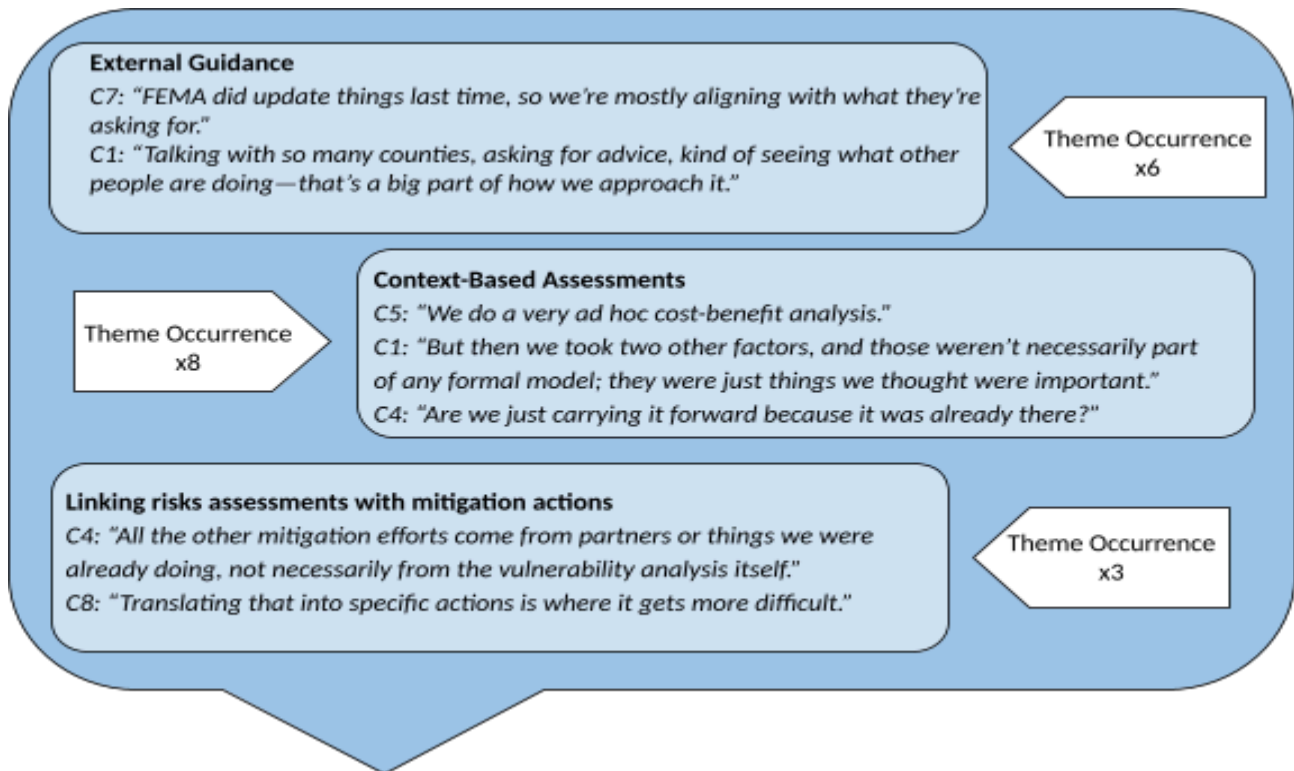 External Guidance
C7: “FEMA did update things last time, so we’re mostly aligning with what they’re
asking for.”
C1: “Talking with so many counties, asking for advice, kind of seeing what other
people are doing—that’s a big part of how we approach it.”
Theme Occurrence
x6
Context-Based Assessments
C5: “We do a very ad hoc cost-benefit analysis.”
C1: “But then we took two other factors, and those weren’t necessarily part
of any formal model; they were just things we thought were important.”
C4: “Are we just carrying it forward because it was already there?”
Theme Occurrence
x8
Linking risks assessments with mitigation actions
C4: “All the other mitigation efforts come from partners or things we were
already doing, not necessarily from the vulnerability analysis itself.”
C8: “Translating that into specific actions is where it gets more difficult.”
Theme Occurrence
x3